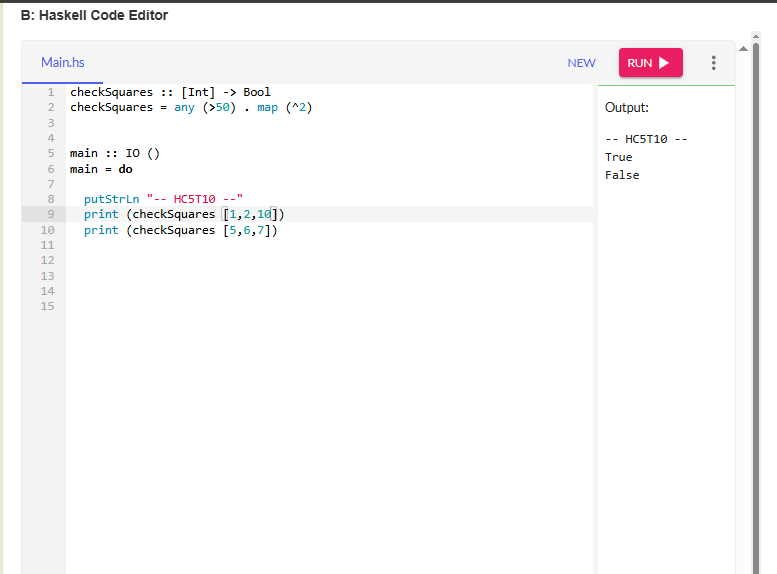 B: Haskell Code Editor
Main.hs
NEW
RUN
1 checkSquares :: [Int] -> Bool
2 checkSquares = any (>50) . map (^2)
3
4
5 main :: IO ()
6 main = do
7
8 putStrLn "-- HC5T10 --"
9 print (checkSquares [1,2,10])
10 print (checkSquares [5,6,7])
11
12
13
14
15
Output:
-- HC5T10 --
True
False